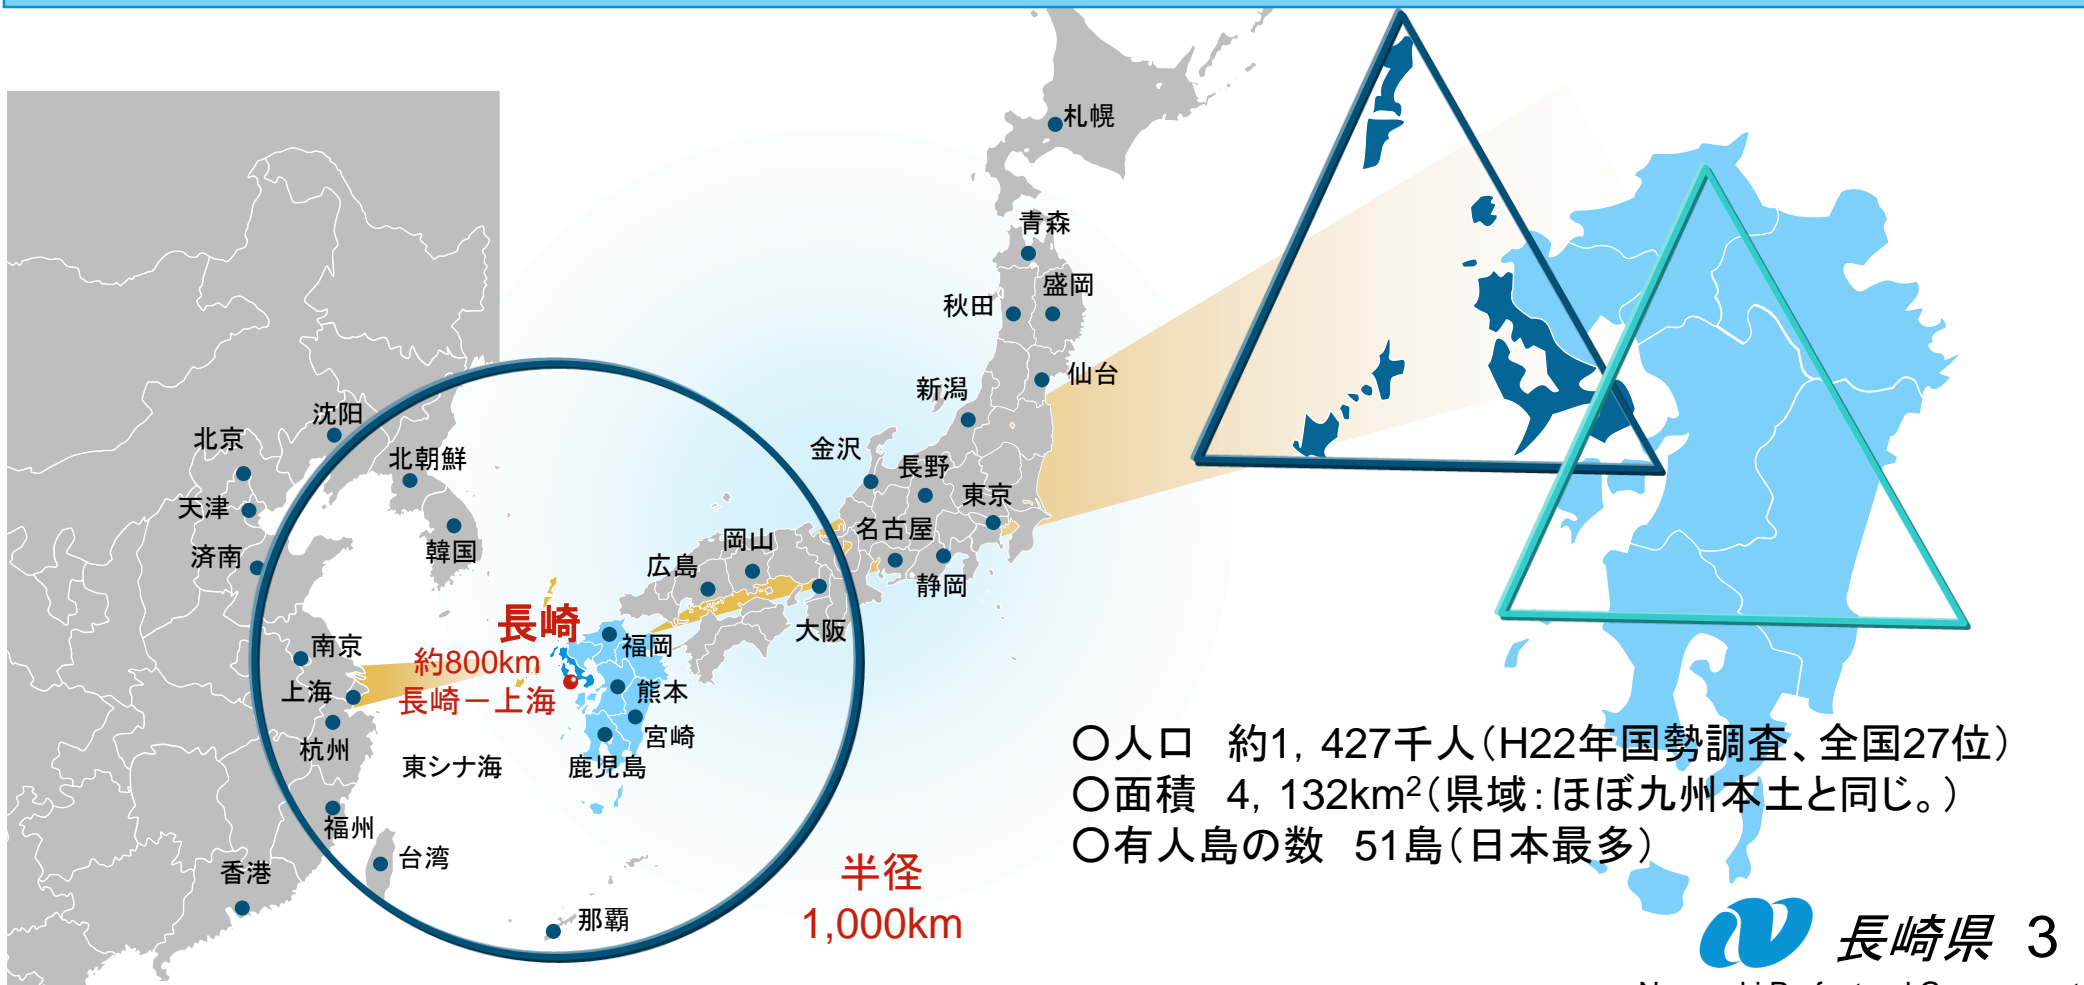 札幌
青森
盛岡
秋田
仙台
新潟
金沢
長野
東京
名古屋
静岡
岡山
広島
大阪
沈阳
北京
北朝鮮
天津
済南
韓国
長崎
福岡
南京
約800km
上海
長崎－上海
熊本
杭州
宮崎
東シナ海
鹿児島
福州
台湾
香港
那覇
半径
1,000km
〇人口　約1，427千人（H22年国勢調査、全国27位）
〇面積　4，132km²（県域：ほぼ九州本土と同じ。）
〇有人島の数　51島（日本最多）
長崎県 3